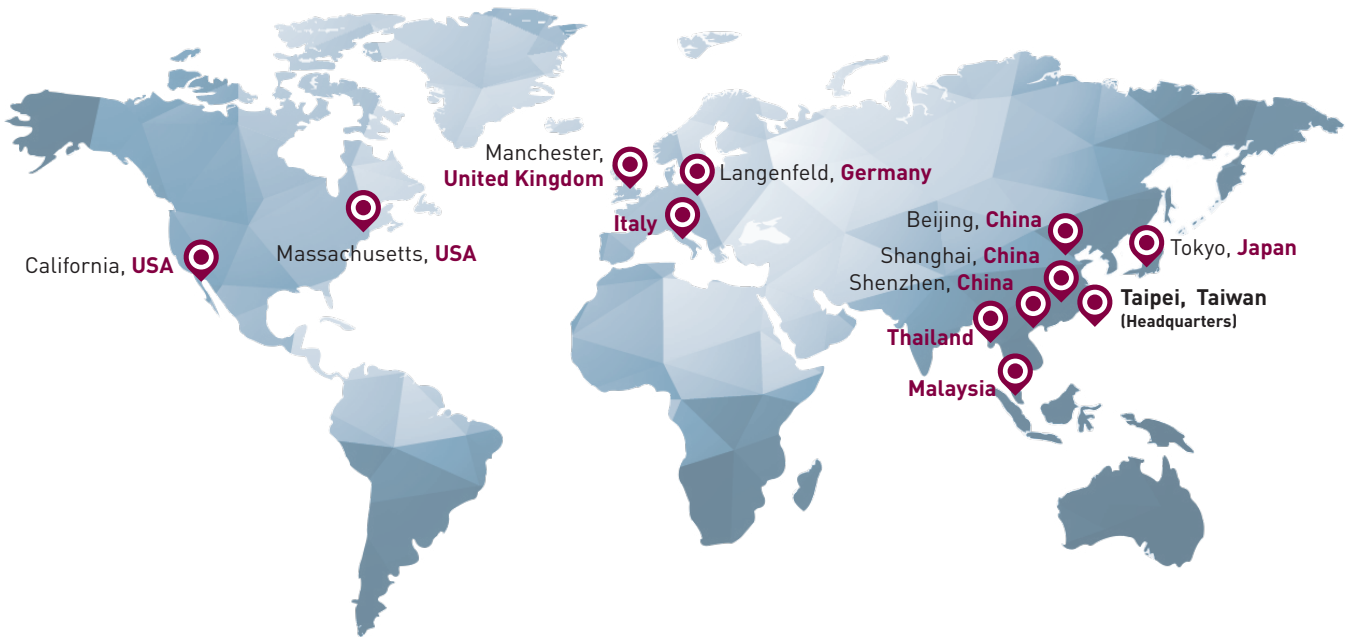 Manchester,
United Kingdom
Langenfeld, Germany
Italy
Massachusetts, USA
California, USA
Beijing, China
Shanghai, China
Shenzhen, China
Tokyo, Japan
Taipei, Taiwan
(Headquarters)
Thailand
Malaysia